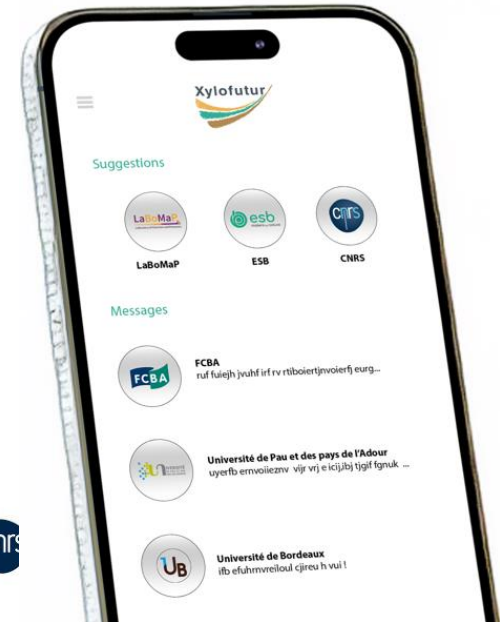 Xylofutur
Suggestions
LaBoMaP
esb
cnrs
LaBoMaP
ESB
CNRS
Messages
FCBA
FCBA
ruf fuiejh jvuhf irf rv rtiboiertjnvoierfj eurg...
Université de Pau et des pays de l'Adour
uyerfb ernvoiieznv vijr vrj e icij,ibj tjgif fgnuk ...
UB
Université de Bordeaux
ifb efuhrnvreiloul cjireu h vui !